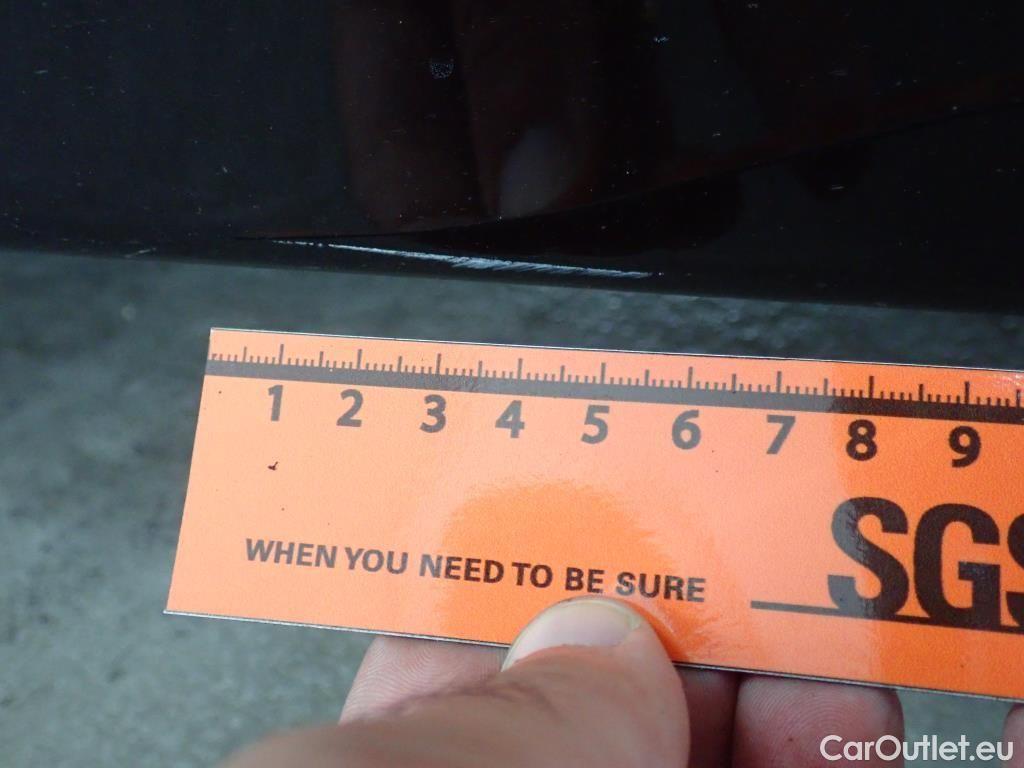 1 2 3 4 5 6 7 8 9
WHEN YOU NEED TO BE SURE
SGS
CarOutlet.eu